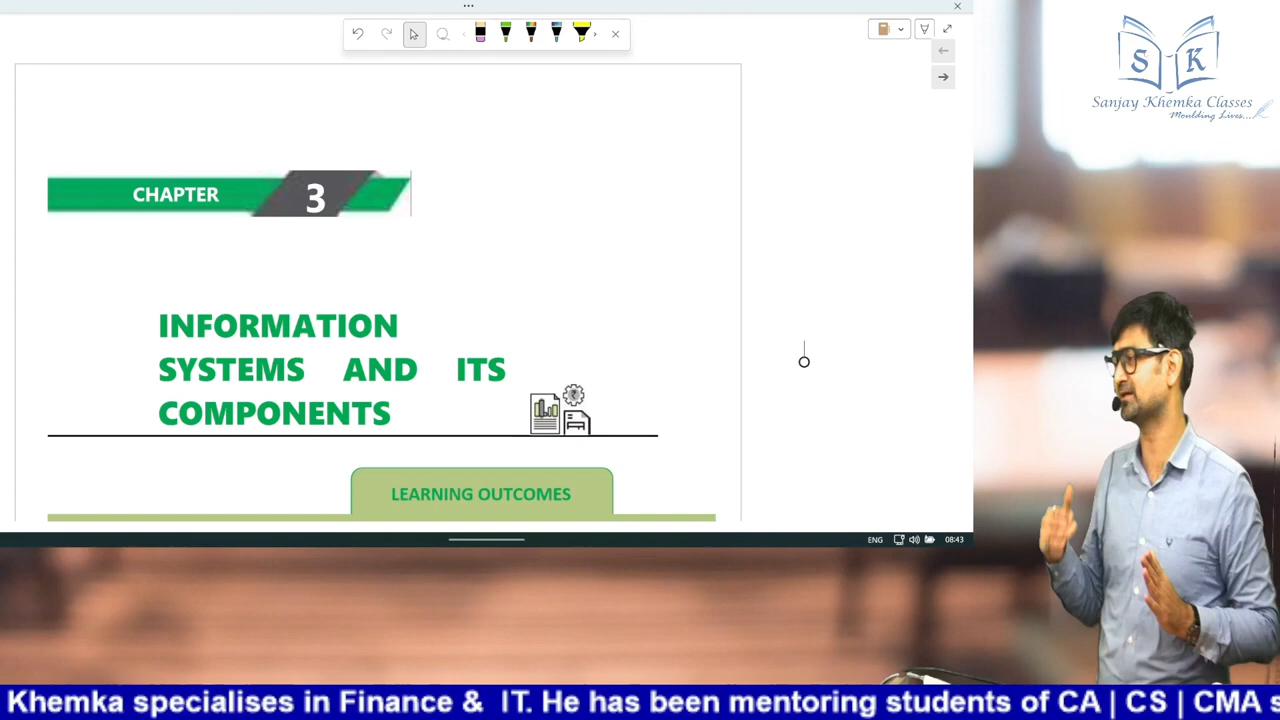 S K
Sanjay Khemka Classes
Moulding Lives...
CHAPTER 3
INFORMATION
SYSTEMS AND ITS
COMPONENTS
LEARNING OUTCOMES
ENG 08:43
Khemka specialises in Finance & IT. He has been mentoring students of CA | CS | CMA s